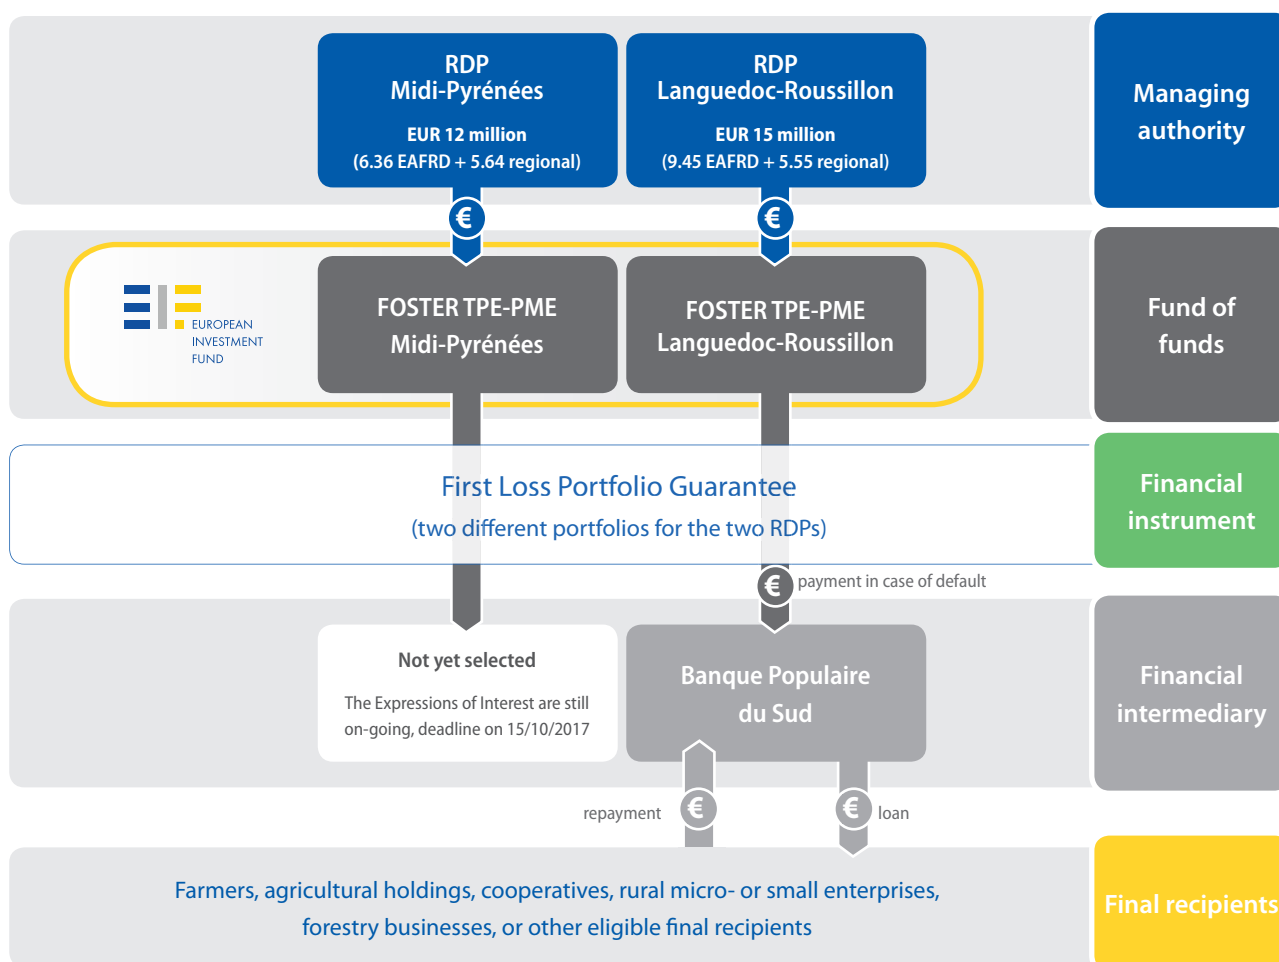 RDP
Midi-Pyrénées
EUR 12 million
(6.36 EAFRD + 5.64 regional)
RDP
Languedoc-Roussillon
EUR 15 million
(9.45 EAFRD + 5.55 regional)
Managing
authority
€
€
EUROPEAN
INVESTMENT
FUND
FOSTER TPE-PME
Midi-Pyrénées
FOSTER TPE-PME
Languedoc-Roussillon
Fund of
funds
First Loss Portfolio Guarantee
(two different portfolios for the two RDPs)
Financial
instrument
€ payment in case of default
Not yet selected
The Expressions of Interest are still
on-going, deadline on 15/10/2017
Banque Populaire
du Sud
Financial
intermediary
repayment €
€ loan
Farmers, agricultural holdings, cooperatives, rural micro- or small enterprises,
forestry businesses, or other eligible final recipients
Final recipients